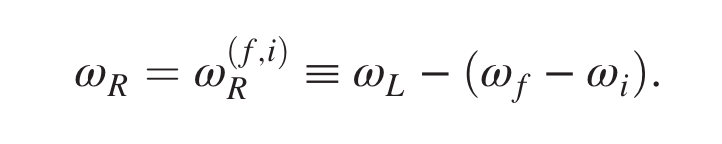 ω_R = ω_R^{(f,i)} ≡ ω_L − (ω_f − ω_i).